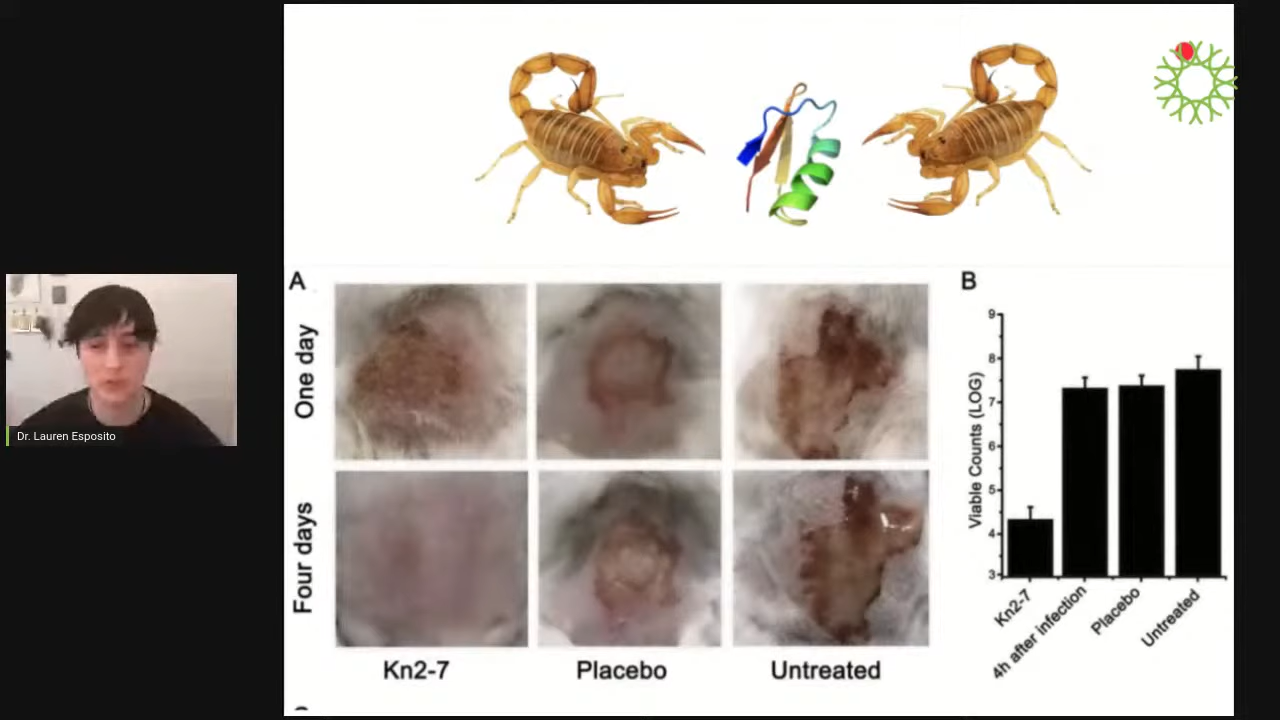 Dr. Lauren Esposito
A
One day
Four days
Kn2-7
Placebo
Untreated
B
Viable Counts (LOG)
9
8
7
6
5
4
3
Kn2-7
4h after infection
Placebo
Untreated